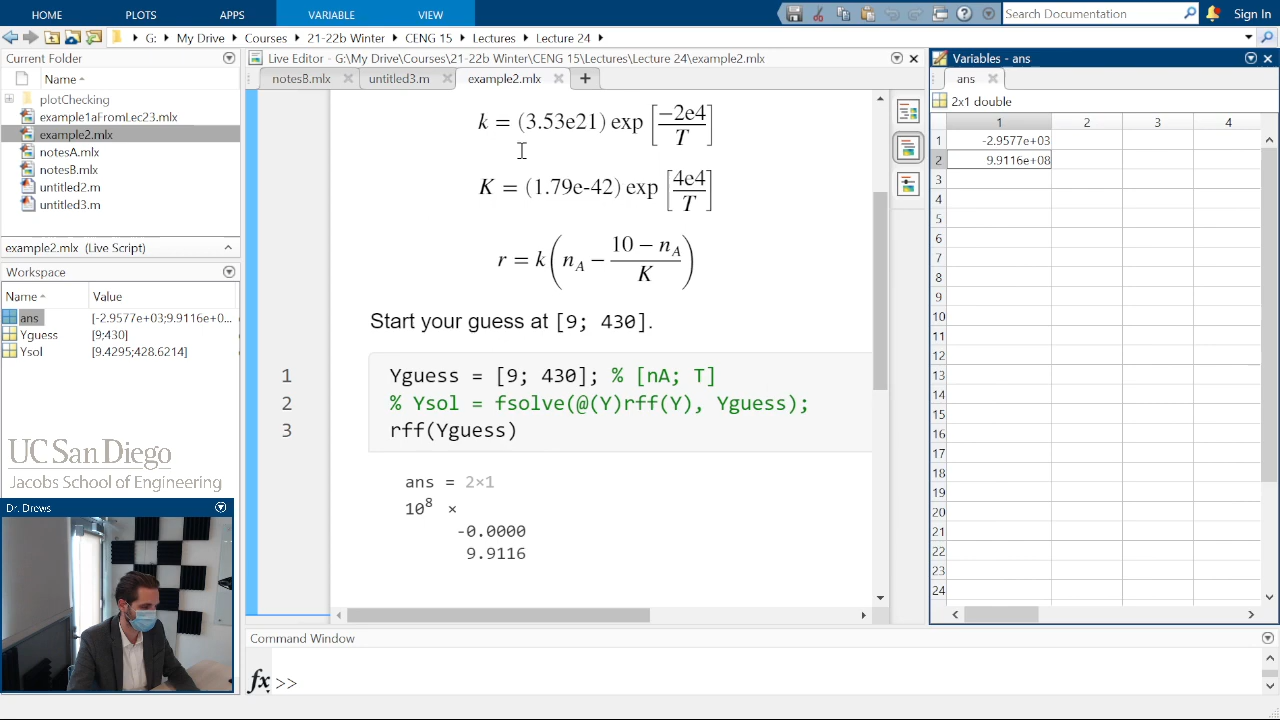 HOME PLOTS APPS VARIABLE VIEW Search Documentation Sign In
G: ▸ My Drive ▸ Courses ▸ 21-22b Winter ▸ CENG 15 ▸ Lectures ▸ Lecture 24 ▸
Current Folder
Name
plotChecking
example1aFromLec23.mlx
example2.mlx
notesA.mlx
notesB.mlx
untitled2.m
untitled3.m
example2.mlx (Live Script)
Workspace
Name Value
ans [-2.9577e+03;9.9116e+0...
Yguess [9;430]
Ysol [9.4295;428.6214]
UC San Diego
Jacobs School of Engineering
Dr. Drews
Live Editor - G:\My Drive\Courses\21-22b Winter\CENG 15\Lectures\Lecture 24\example2.mlx
notesB.mlx untitled3.m example2.mlx
k = (3.53e21) exp [−2e4/T]
K = (1.79e-42) exp [4e4/T]
r = k(n_A − (10 − n_A)/K)
Start your guess at [9; 430].
1 Yguess = [9; 430]; % [nA; T]
2 % Ysol = fsolve(@(Y)rff(Y), Yguess);
3 rff(Yguess)
ans = 2×1
10^8 ×
-0.0000
9.9116
Variables - ans
ans
2x1 double
1 2 3 4
1 -2.9577e+03
2 9.9116e+08
3
4
5
6
7
8
9
10
11
12
13
14
15
16
17
18
19
20
21
22
23
24
Command Window
fx >>